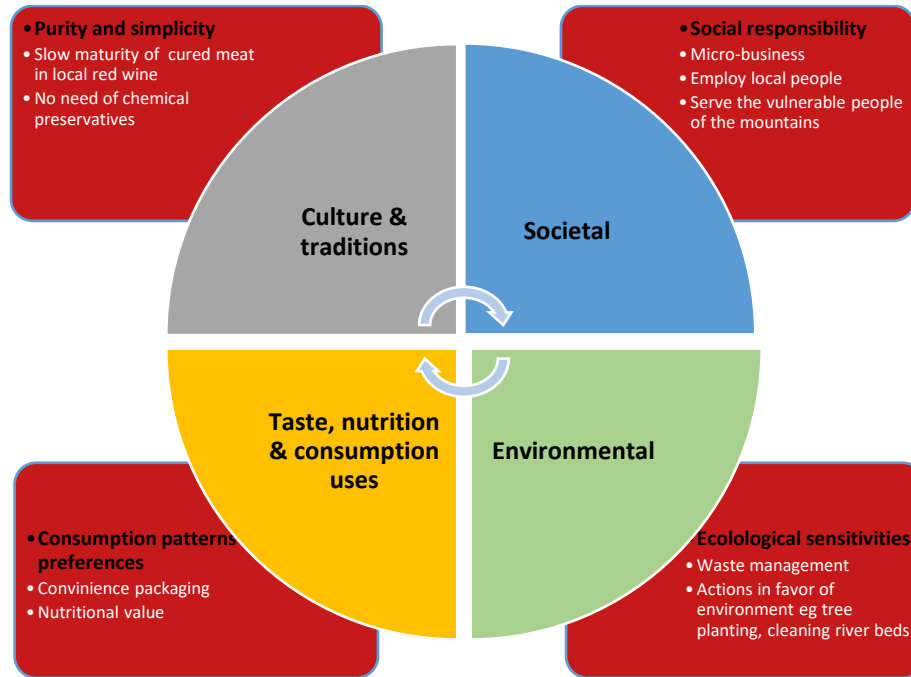 •Purity and simplicity
•Slow maturity of cured meat
in local red wine
•No need of chemical
preservatives
•Social responsibility
•Micro-business
•Employ local people
•Serve the vulnerable people
of the mountains
Culture &
traditions
Societal
Taste, nutrition
& consumption
uses
Environmental
•Consumption patterns
preferences
•Convinience packaging
•Nutritional value
•Ecolological sensitivities
•Waste management
•Actions in favor of
environment eg tree
planting, cleaning river beds